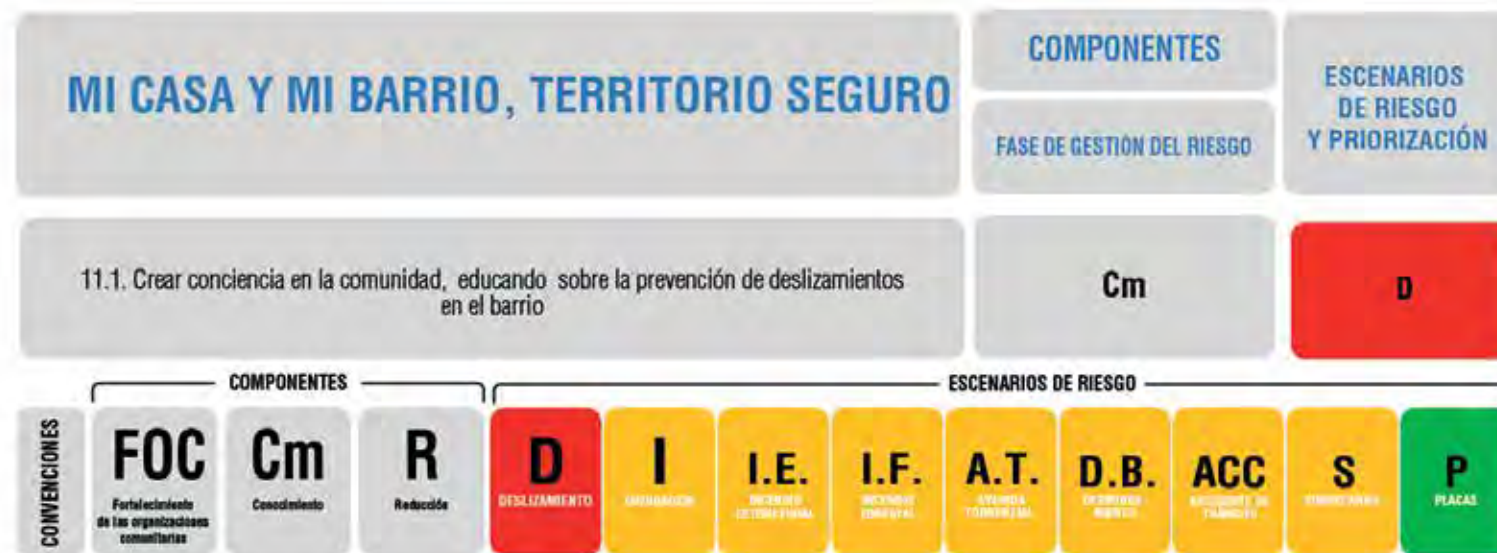 MI CASA Y MI BARRIO, TERRITORIO SEGURO
COMPONENTES
FASE DE GESTIÓN DEL RIESGO
ESCENARIOS
DE RIESGO
Y PRIORIZACIÓN
11.1. Crear conciencia en la comunidad, educando sobre la prevención de deslizamientos
en el barrio
Cm
D
COMPONENTES
ESCENARIOS DE RIESGO
CONVENCIONES
FOC
Fortalecimiento
de las organizaciones
comunitarias
Cm
Conocimiento
R
Reducción
D
DESLIZAMIENTO
I
I.E.
I.F.
A.T.
D.B.
ACC
S
P
PLACAS